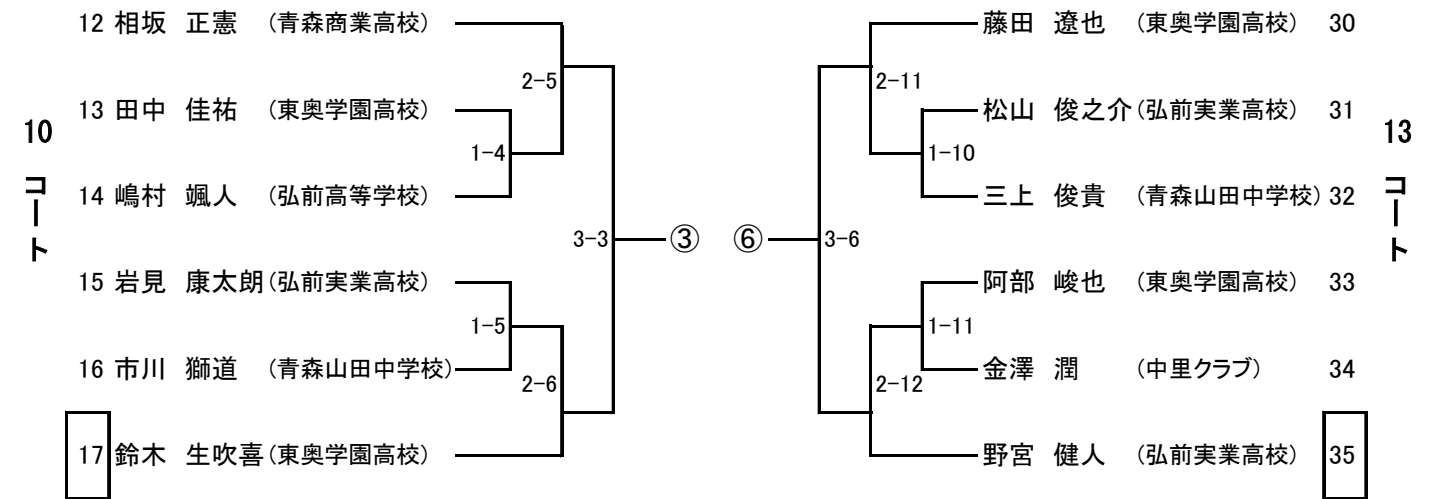 12 相坂 正憲 (青森商業高校)
2-5
13 田中 佳祐 (東奥学園高校)
1-4
14 嶋村 颯人 (弘前高等学校)
10コート
3-3
③
15 岩見 康太朗 (弘前実業高校)
1-5
16 市川 獅道 (青森山田中学校)
2-6
17 鈴木 生吹喜 (東奥学園高校)
藤田 遼也 (東奥学園高校) 30
2-11
松山 俊之介 (弘前実業高校) 31
1-10
三上 俊貴 (青森山田中学校) 32
13コート
⑥
3-6
阿部 峻也 (東奥学園高校) 33
1-11
金澤 潤 (中里クラブ) 34
2-12
野宮 健人 (弘前実業高校) 35